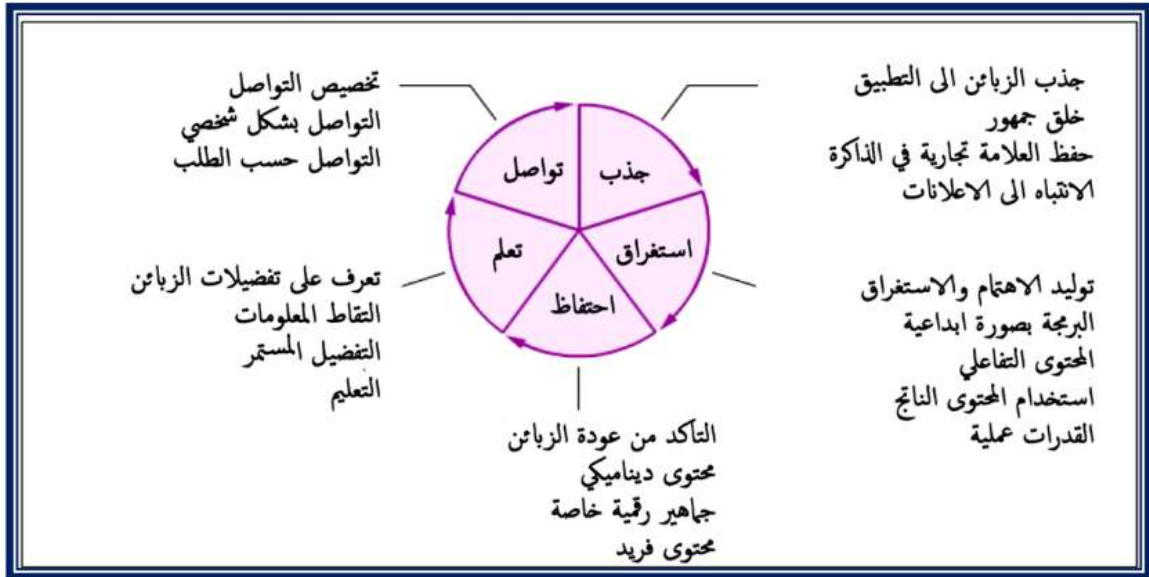 جذب الزبائن الى التطبيق
خلق جمهور
حفظ العلامة تجارية في الذاكرة
الانتباه الى الاعلانات
تخصيص التواصل
التواصل بشكل شخصي
التواصل حسب الطلب
جذب
تواصل
استغراق
تعلم
احتفاظ
توليد الاهتمام والاستغراق
البرمجة بصورة ابداعية
المحتوى التفاعلي
استخدام المحتوى الناتج
القدرات عملية
تعرف على تفضيلات الزبائن
التقاط المعلومات
التفضيل المستمر
التعليم
التأكد من عودة الزبائن
محتوى ديناميكي
جماهير رقمية خاصة
محتوى فريد